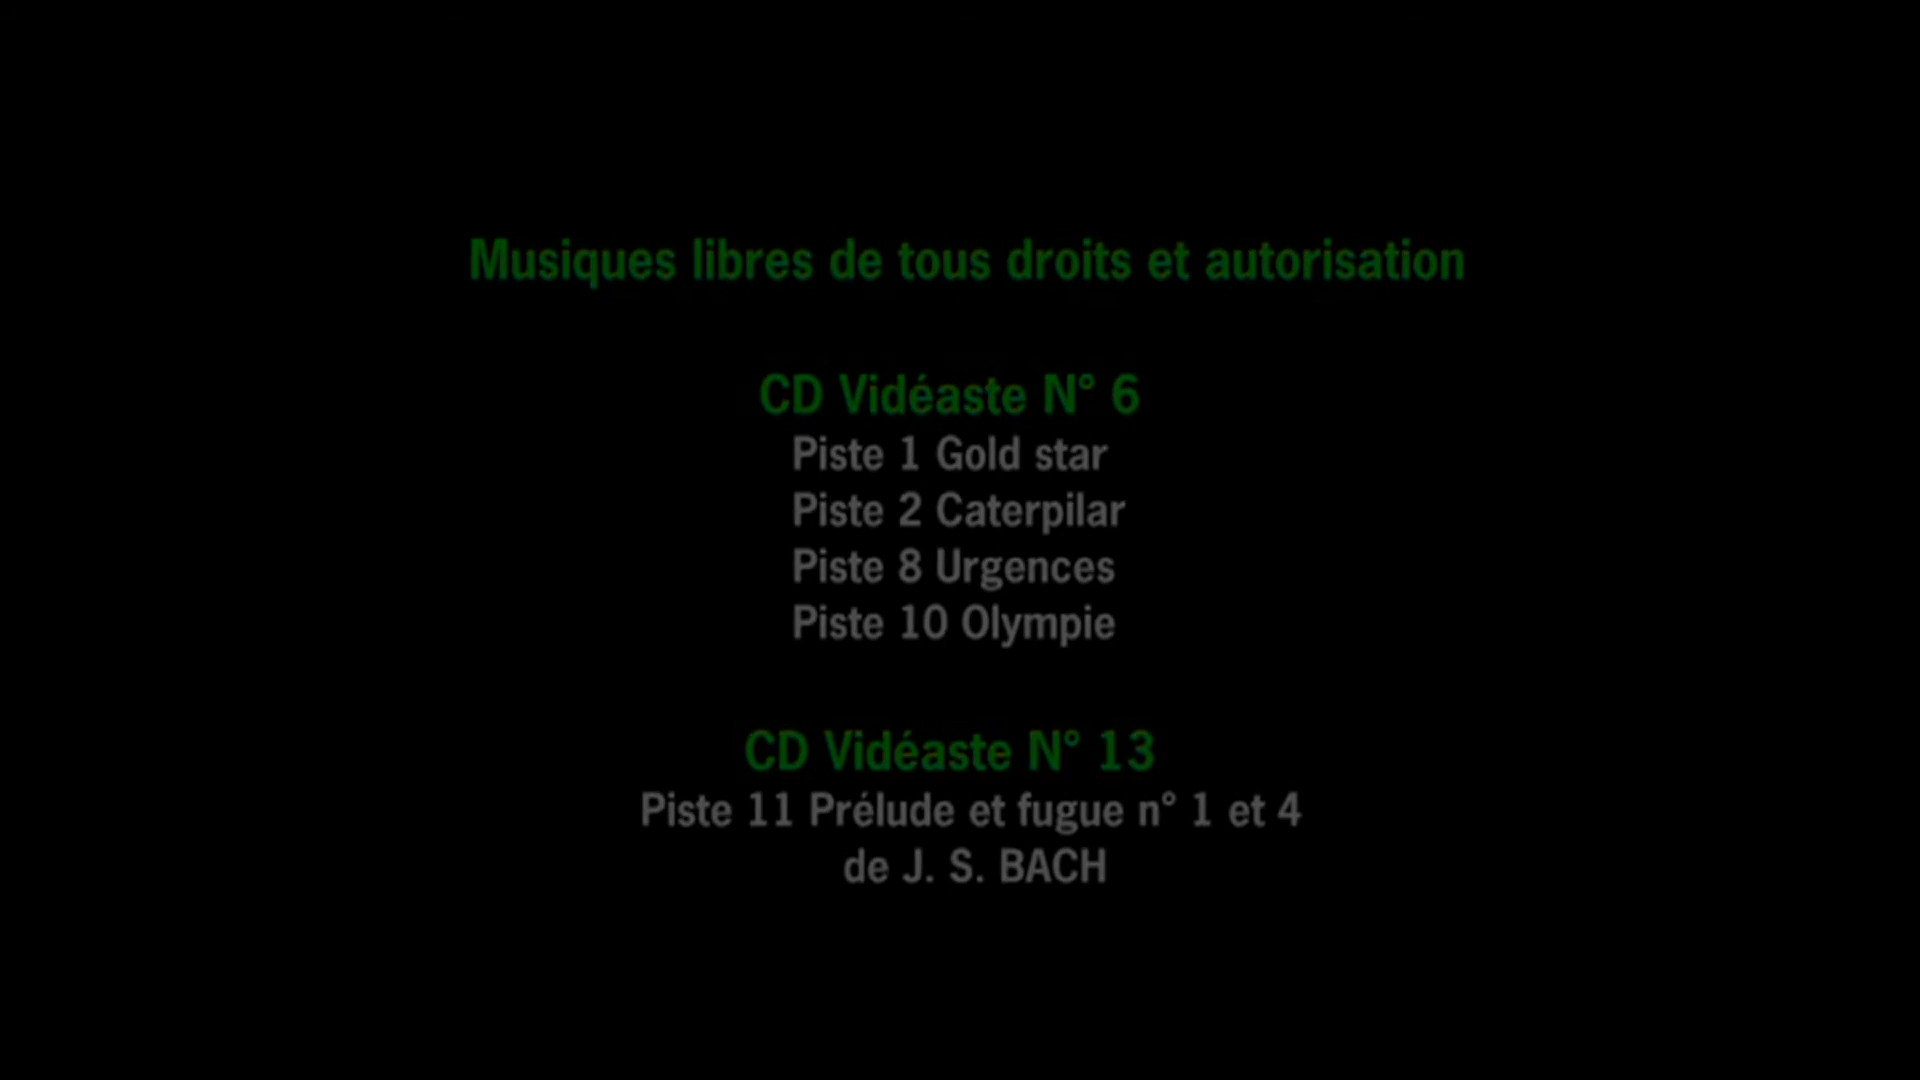 Musiques libres de tous droits et autorisation
CD Vidéaste N° 6
Piste 1 Gold star
Piste 2 Caterpilar
Piste 8 Urgences
Piste 10 Olympie
CD Vidéaste N° 13
Piste 11 Prélude et fugue n° 1 et 4
de J. S. BACH